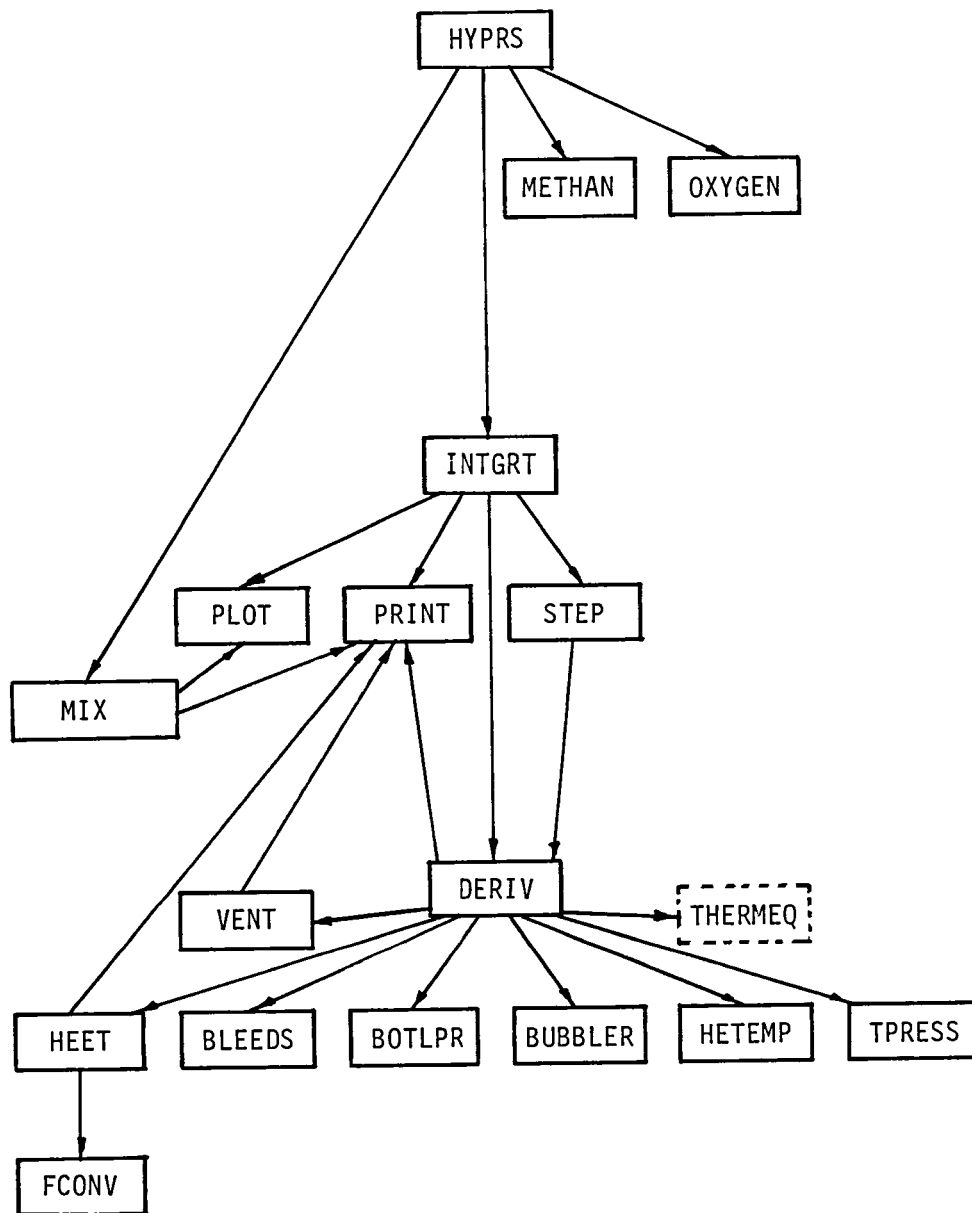 HYPRS
METHAN
OXYGEN
INTGRT
PLOT
PRINT
STEP
MIX
DERIV
VENT
THERMEQ
HEET
BLEEDS
BOTLPR
BUBBLER
HETEMP
TPRESS
FCONV